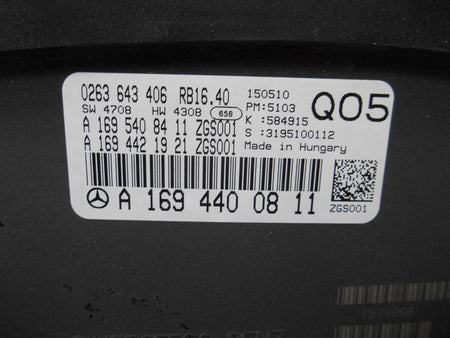 0263 643 406 RB16.40 150510
SW 4708 HW 4308 658 PM:5103 Q05
K :584915
A 169 540 84 11 ZGS001 S :3195100112
A 169 442 19 21 ZGS001 Made in Hungary
A 169 440 08 11 ZGS001
1574996